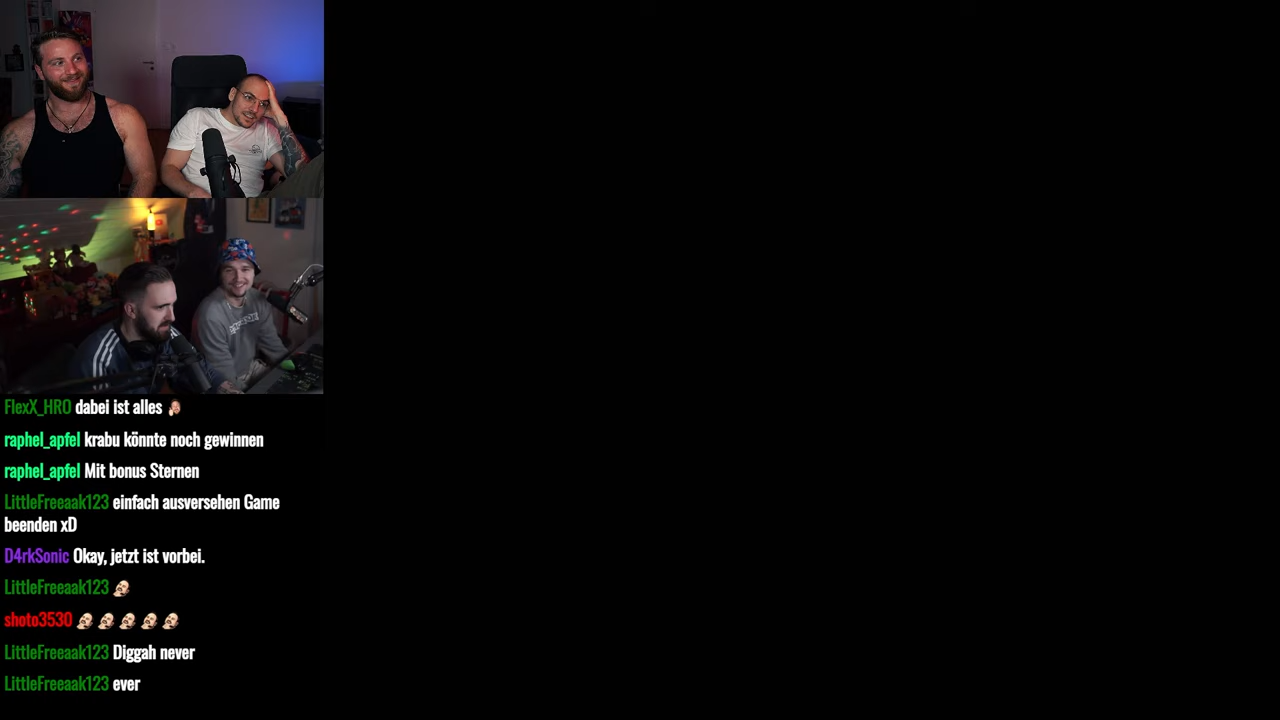 FlexX_HRO dabei ist alles
raphel_apfel krabu könnte noch gewinnen
raphel_apfel Mit bonus Sternen
LittleFreeaak123 einfach ausversehen Game
beenden xD
D4rkSonic Okay, jetzt ist vorbei.
LittleFreeaak123
shoto3530
LittleFreeaak123 Diggah never
LittleFreeaak123 ever